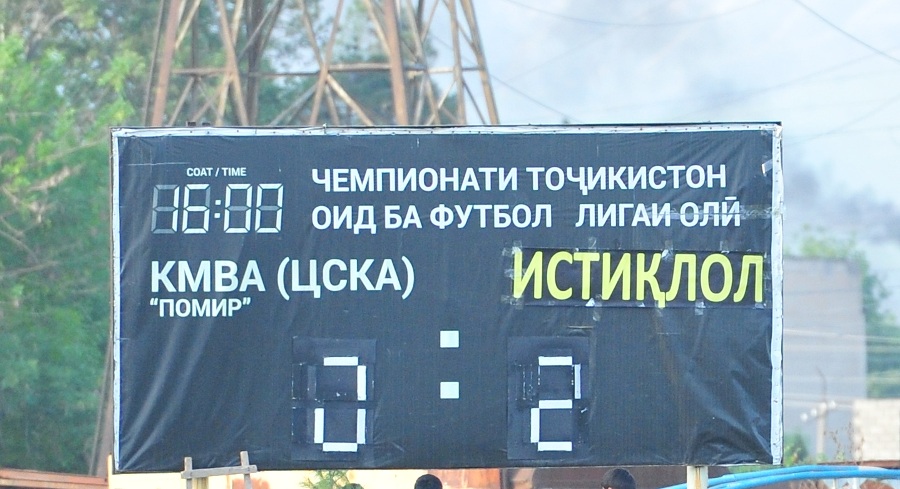 СОАТ / TIME
16:00
ЧЕМПИОНАТИ ТОҶИКИСТОН
ОИД БА ФУТБОЛ ЛИГАИ ОЛӢ
КМВА (ЦСКА) ИСТИҚЛОЛ
“ПОМИР”
0 : 2